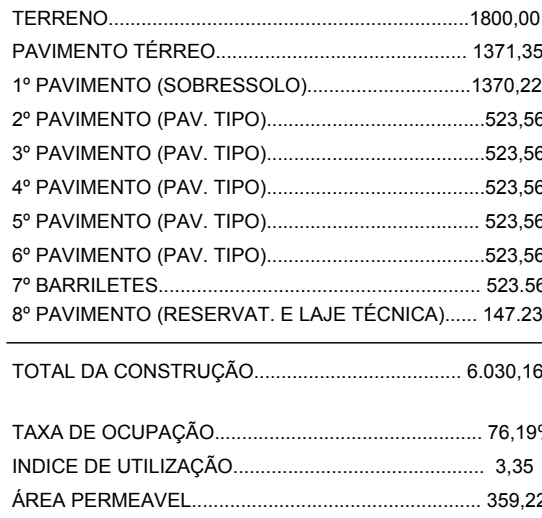 TERRENO..................................................................1800,00
PAVIMENTO TÉRREO.............................................. 1371,35
1º PAVIMENTO (SOBRESSOLO)..............................1370,22
2º PAVIMENTO (PAV. TIPO)........................................523,56
3º PAVIMENTO (PAV. TIPO)........................................523,56
4º PAVIMENTO (PAV. TIPO)........................................523,56
5º PAVIMENTO (PAV. TIPO)....................................... 523,56
6º PAVIMENTO (PAV. TIPO)........................................523,56
7º BARRILETES........................................................... 523.56
8º PAVIMENTO (RESERVAT. E LAJE TÉCNICA)...... 147.23
TOTAL DA CONSTRUÇÃO...................................... 6.030,16
TAXA DE OCUPAÇÃO................................................. 76,19%
INDICE DE UTILIZAÇÃO.............................................. 3,35
ÁREA PERMEAVEL..................................................... 359,22